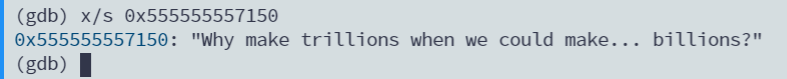 (gdb) x/s 0x555555557150
0x555555557150: "Why make trillions when we could make... billions?"
(gdb)